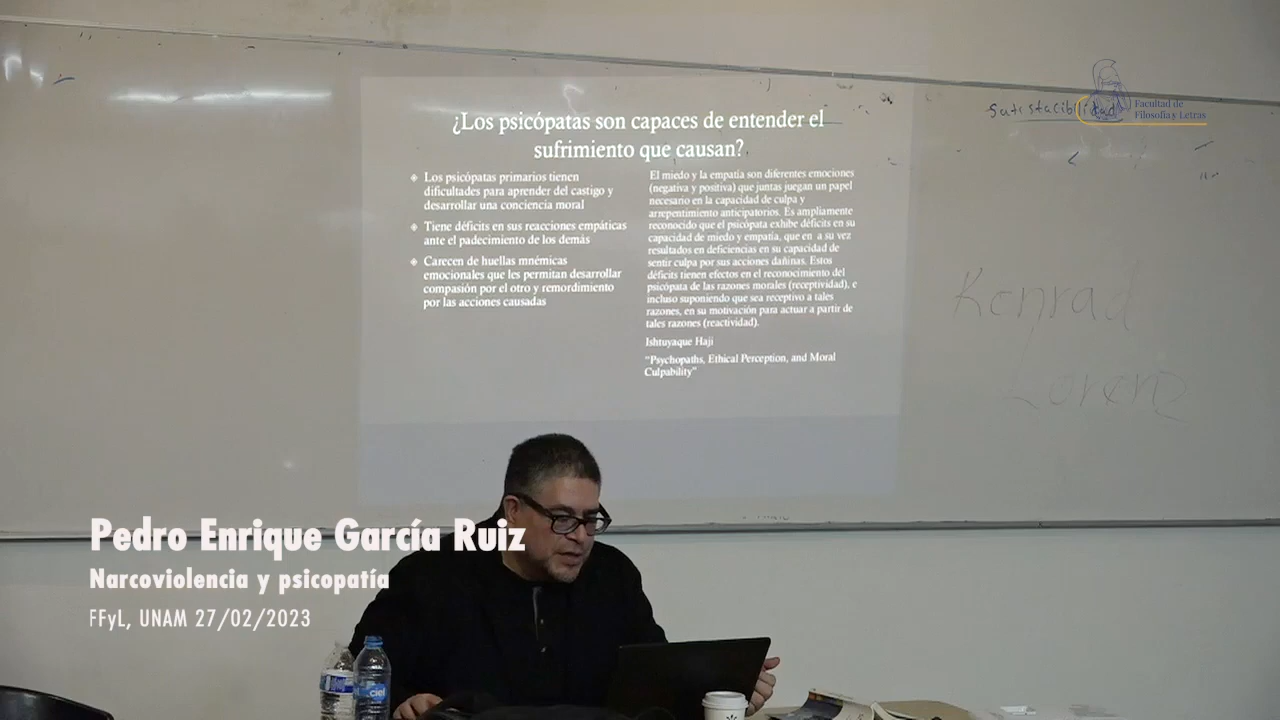 ¿Los psicópatas son capaces de entender el
sufrimiento que causan?
Los psicópatas primarios tienen
dificultades para aprender del castigo y
desarrollar una conciencia moral
Tiene déficits en sus reacciones empáticas
ante el padecimiento de los demás
Carecen de huellas mnémicas
emocionales que les permitan desarrollar
compasión por el otro y remordimiento
por las acciones causadas
El miedo y la empatía son diferentes emociones
(negativa y positiva) que juntas juegan un papel
necesario en la capacidad de culpa y
arrepentimiento anticipatorios. Es ampliamente
reconocido que el psicópata exhibe déficits en su
capacidad de miedo y empatía, que en a su vez
resultados en deficiencias en su capacidad de
sentir culpa por sus acciones dañinas. Estos
déficits tienen efectos en el reconocimiento del
psicópata de las razones morales (receptividad), e
incluso suponiendo que sea receptivo a tales
razones, en su motivación para actuar a partir de
tales razones (reactividad).
Ishtuyaque Haji
"Psychopaths, Ethical Perception, and Moral
Culpability"
Facultad de
Filosofía y Letras
Konrad
Lorenz
Pedro Enrique García Ruiz
Narcoviolencia y psicopatía
FFyL, UNAM 27/02/2023
ciel